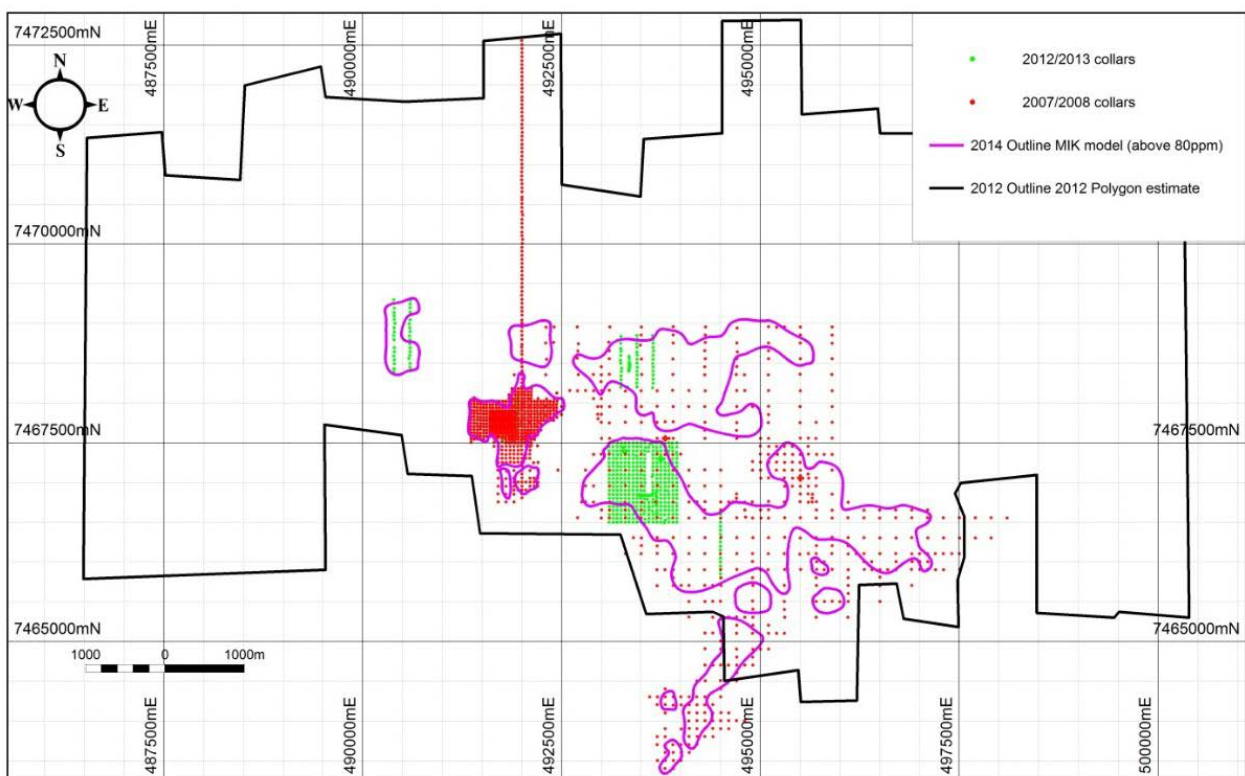 7472500mN
487500mE
490000mE
492500mE
495000mE
N
W
E
S
2012/2013 collars
2007/2008 collars
2014 Outline MIK model (above 80ppm)
2012 Outline 2012 Polygon estimate
7470000mN
7467500mN
7467500mN
7465000mN
7465000mN
1000
0
1000m
487500mE
490000mE
492500mE
495000mE
497500mE
500000mE